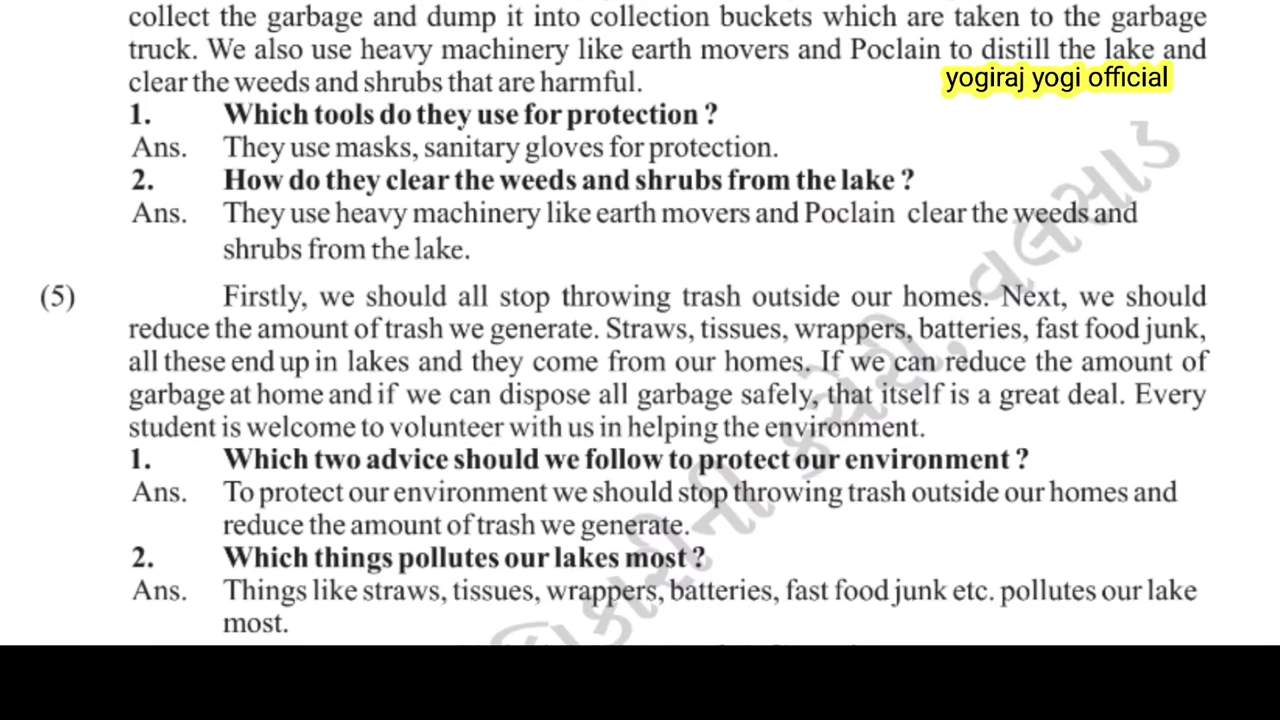 collect the garbage and dump it into collection buckets which are taken to the garbage
truck. We also use heavy machinery like earth movers and Poclain to distill the lake and
clear the weeds and shrubs that are harmful.
yogiraj yogi official
1. Which tools do they use for protection ?
Ans. They use masks, sanitary gloves for protection.
2. How do they clear the weeds and shrubs from the lake ?
Ans. They use heavy machinery like earth movers and Poclain clear the weeds and
shrubs from the lake.
(5) Firstly, we should all stop throwing trash outside our homes. Next, we should
reduce the amount of trash we generate. Straws, tissues, wrappers, batteries, fast food junk,
all these end up in lakes and they come from our homes. If we can reduce the amount of
garbage at home and if we can dispose all garbage safely, that itself is a great deal. Every
student is welcome to volunteer with us in helping the environment.
1. Which two advice should we follow to protect our environment ?
Ans. To protect our environment we should stop throwing trash outside our homes and
reduce the amount of trash we generate.
2. Which things pollutes our lakes most ?
Ans. Things like straws, tissues, wrappers, batteries, fast food junk etc. pollutes our lake
most.
કચેરી, વલસાડ